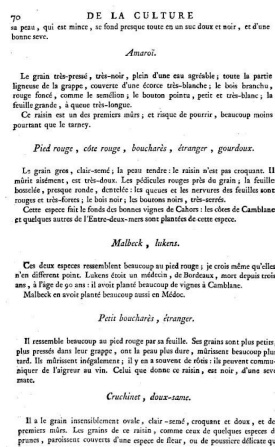 70 DE LA CULTURE
sa peau, qui est mince, se fond presque toute en un suc doux et noir, et d'une
bonne seve.
Amaroï.
Le grain très-pressé, très-noir, plein d'une eau agréable; toute la partie
ligneuse de la grappe, couverte d'une écorce très-blanche; le bois branchu,
rouge foncé, comme le semélion; le bouton pointu, petit et très-blanc; la
feuille grande, à queue très-longue.
Ce raisin est un des premiers mûrs; et risque de pourrir, beaucoup moins
pourtant que le tarney.
Pied rouge, côte rouge, boucharès, étranger, gourdoux.
Le grain gros, clair-semé; la peau tendre: le raisin n'est pas croquant. Il
mûrit aisément, est très-doux. Les pédicules rouges près du grain; la feuille
bosselée, presque ronde, dentelée: les queues et les nervures des feuilles sont
rouges et très-fortes; le bois noir; les boutons noirs, très-serrés.
Cette espece fait le fonds des bonnes vignes de Cahors: les côtes de Camblane
et quelques autres de l'Entre-deux-mers sont plantées de cette espece.
Malbeck, lukens.
Ces deux especes ressemblent beaucoup au pied rouge; je crois même qu'elles
n'en different point. Lukens étoit un médecin, de Bordeaux, mort depuis trois
ans, à l'âge de 90 ans: il avoit planté beaucoup de vignes à Camblane.
Malbeck en avoit planté beaucoup aussi en Médoc.
Petit boucharès, étranger.
Il ressemble beaucoup au pied rouge par sa feuille. Ses grains sont plus petits,
plus pressés dans leur grappe, ont la peau plus dure, mûrissent beaucoup plus
tard. Ils mûrissent inégalement; il y en a souvent de rôtis: ils peuvent commu-
niquer de l'aigreur au vin. Celui que donne ce raisin, est noir, d'une seve
mate.
Cruchinet, doux-same.
Il a le grain insensiblement ovale, clair-semé, croquant et doux, et de
premiers mûrs. Les grains de ce raisin, comme ceux de quelques especes d
prunes, paroissent couverts d'une espece de fleur, ou de poussiere délicate qu